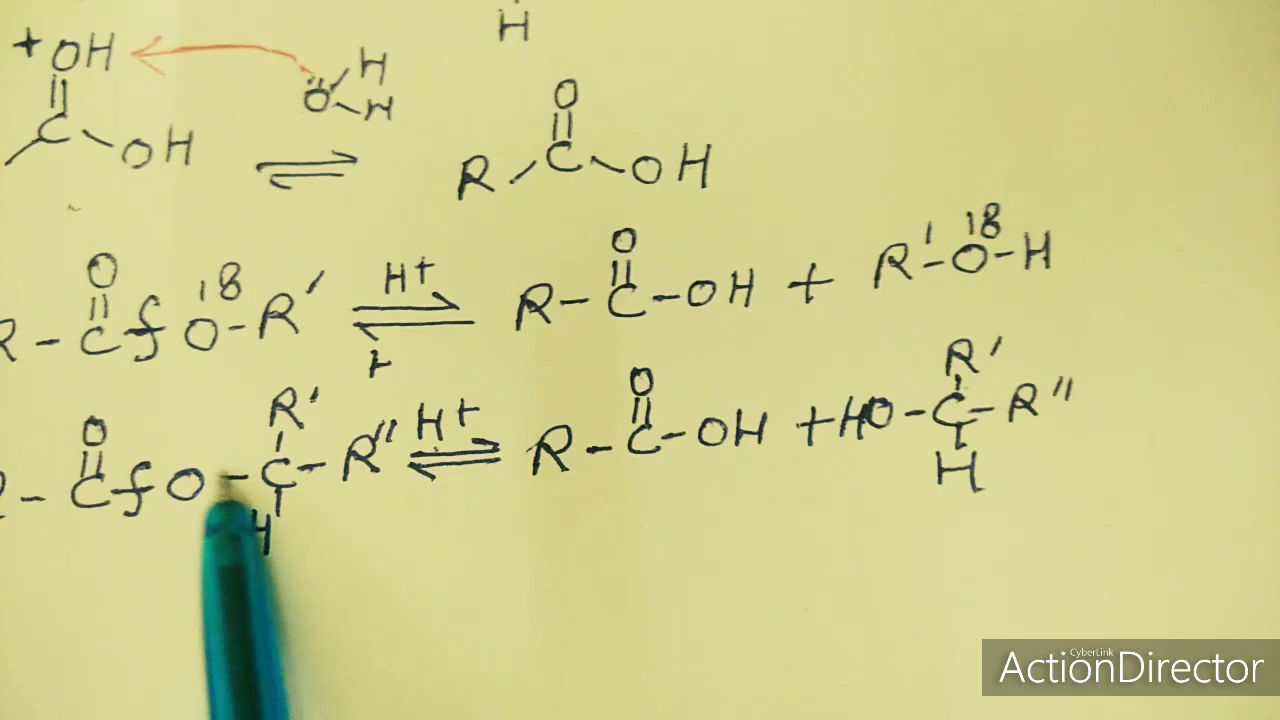 H
+OH H
Ö H
C OH ⇌ O
R C OH
O 18 H+ O 18
R - C ʃ O - R′ ⇌ R - C - OH + R′ - O - H
R′ R′
O H+ O
- C ʃ O - C - R″ ⇌ R - C - OH + HO - C - R″
H H
CyberLink
ActionDirector